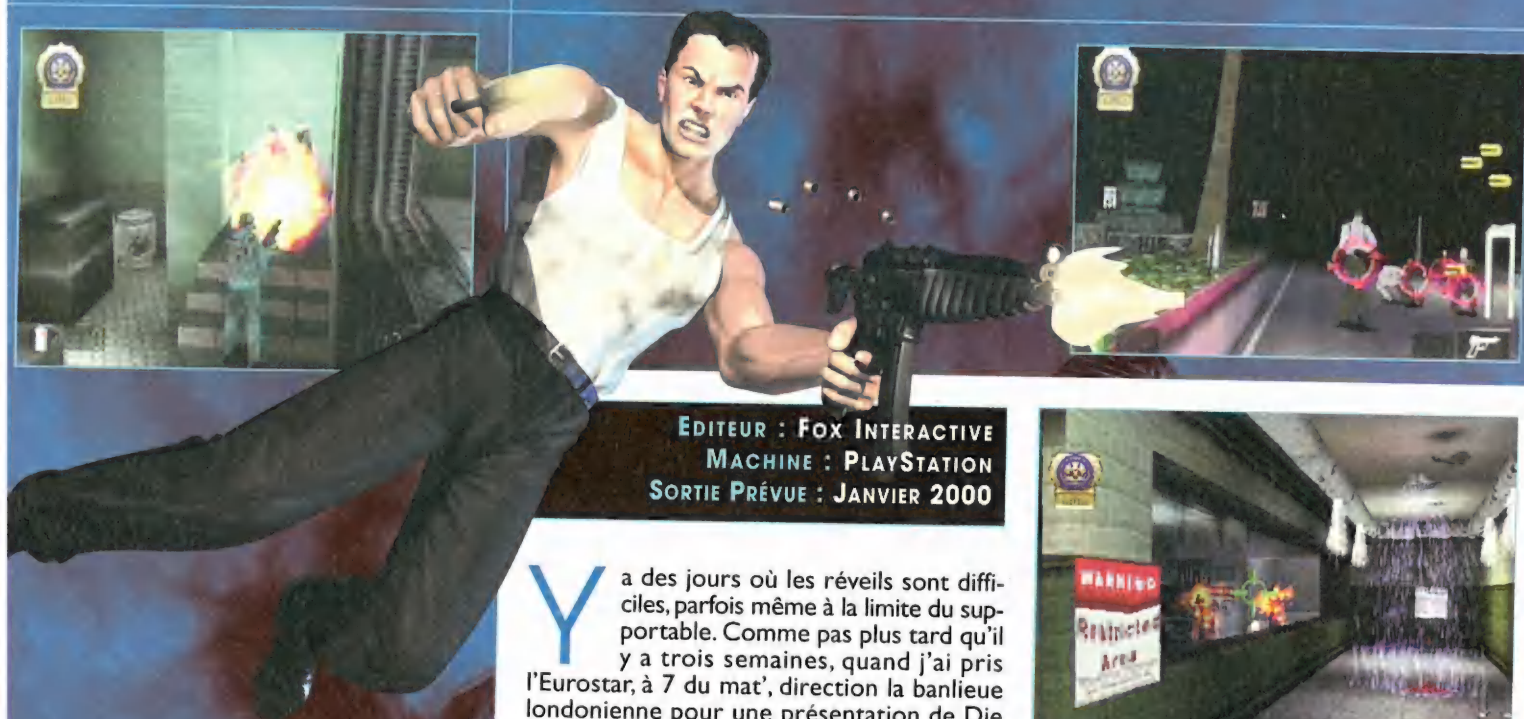 EDITEUR : FOX INTERACTIVE
MACHINE : PLAYSTATION
SORTIE PRÉVUE : JANVIER 2000
Y a des jours où les réveils sont diffi-
ciles, parfois même à la limite du sup-
portable. Comme pas plus tard qu'il
y a trois semaines, quand j'ai pris
l'Eurostar, à 7 du mat', direction la banlieue
londonienne pour une présentation de Die
WARNING
Restricted
Area